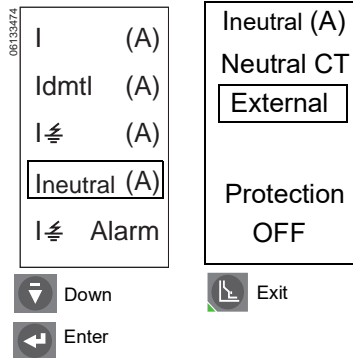 06133474
I (A)
Idmtl (A)
I⏚ (A)
Ineutral (A)
I⏚ Alarm
Down
Enter
Ineutral (A)
Neutral CT
External
Protection
OFF
Exit